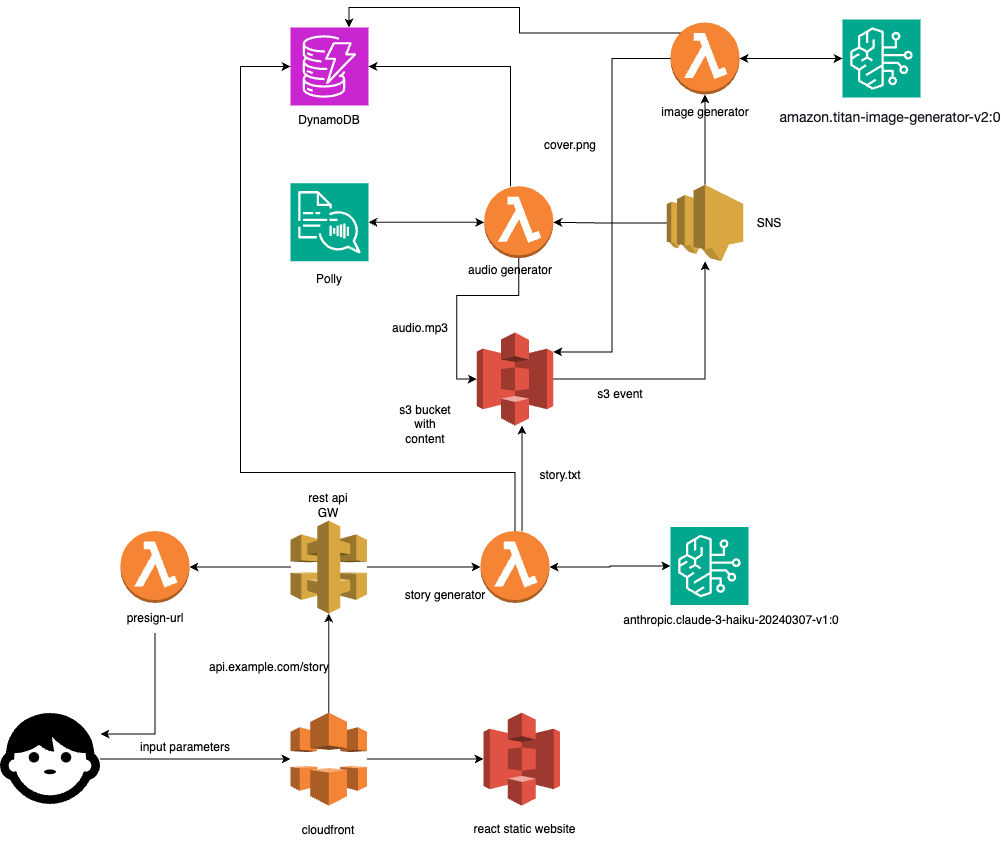 DynamoDB
image generator
amazon.titan-image-generator-v2:0
cover.png
SNS
Polly
audio generator
audio.mp3
s3 event
s3 bucket
with
content
story.txt
rest api
GW
story generator
presign-url
anthropic.claude-3-haiku-20240307-v1:0
api.example.com/story
input parameters
cloudfront
react static website